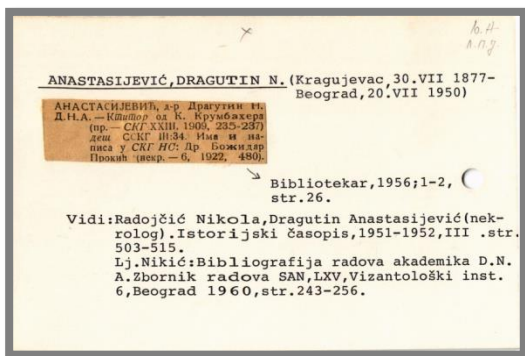 ANASTASIJEVIĆ,DRAGUTIN N.(Kragujevac,30.VII 1877-
Beograd,20.VII 1950)
АНАСТАСИЈЕВИЋ, д-р Драгутин Н.
Д.Н.А. — Ктитор од К. Крумбахера
(пр. — СКГ XXIII, 1909, 235-237)
деш ССКГ III:34. Има и на-
писа у СКГ НС: Др Божидар
Прокић (некр. — 6, 1922, 480).
Bibliotekar,1956;1-2,
str.26.
Vidi:Radojčić Nikola,Dragutin Anastasijević(nek-
rolog).Istorijski časopis,1951-1952,III .str.
503-515.
Lj.Nikić:Bibliografija radova akademika D.N.
A.Zbornik radova SAN,LXV,Vizantološki inst.
6,Beograd 1960,str.243-256.